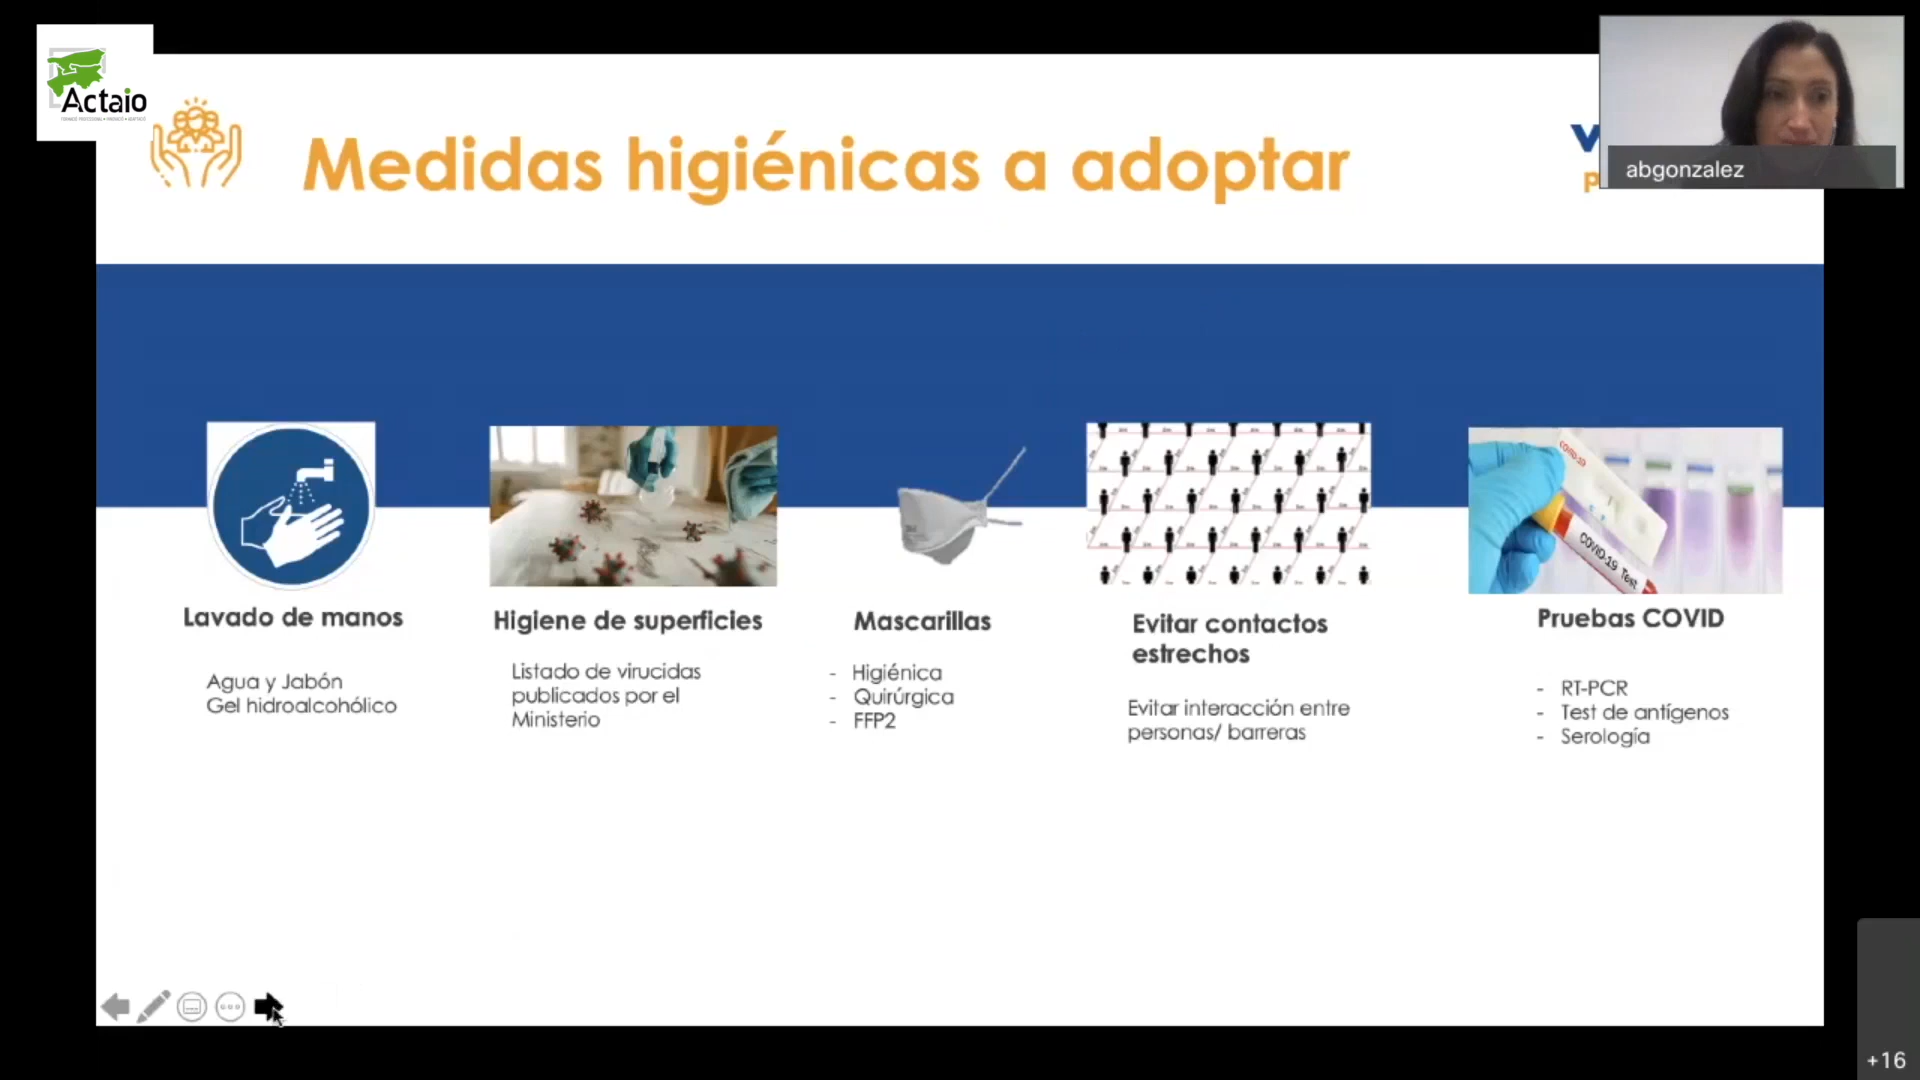 Actaio
Medidas higiénicas a adoptar
abgonzalez
COVID-19
COVID-19 Test
Lavado de manos
Agua y Jabón
Gel hidroalcohólico
Higiene de superficies
Listado de virucidas
publicados por el
Ministerio
Mascarillas
- Higiénica
- Quirúrgica
- FFP2
Evitar contactos
estrechos
Evitar interacción entre
personas/ barreras
Pruebas COVID
- RT-PCR
- Test de antígenos
- Serología
+16